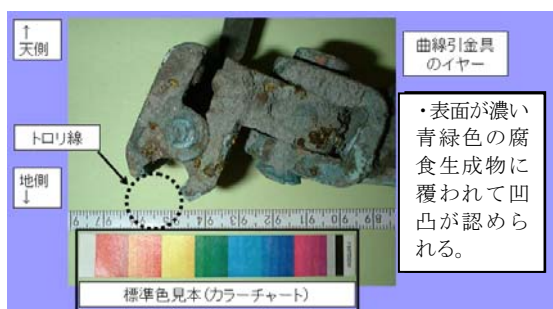 ↑
天側
曲線引金具
のイヤー
・表面が濃い
青緑色の腐
食生成物に
覆われて凹
凸が認めら
れる。
トロリ線
地側
↓
標準色見本(カラーチャート)